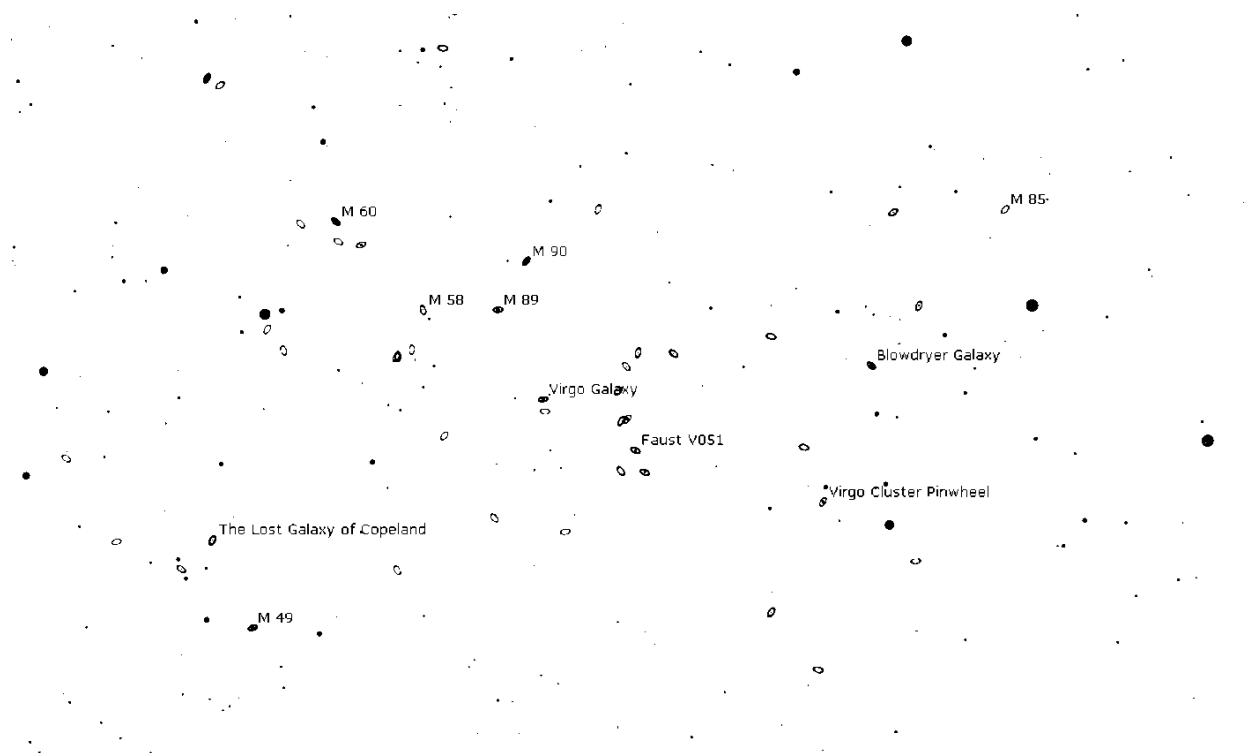 M 85
M 60
M 90
M 58
M 89
Blowdryer Galaxy
Virgo Galaxy
Faust V051
Virgo Cluster Pinwheel
The Lost Galaxy of Copeland
M 49